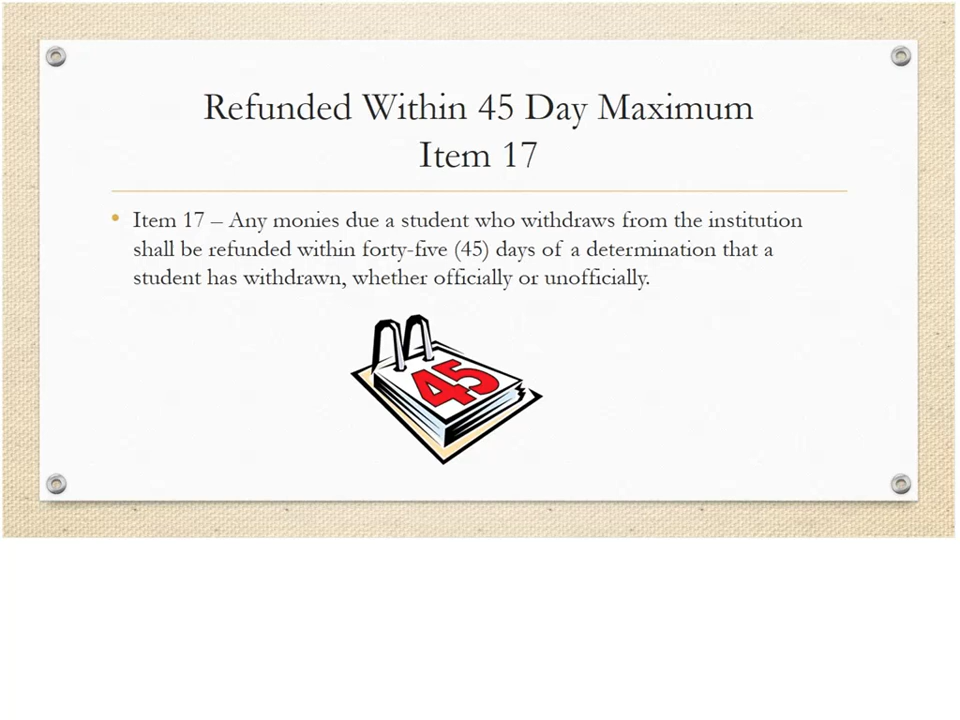 Refunded Within 45 Day Maximum
Item 17
• Item 17 – Any monies due a student who withdraws from the institution
shall be refunded within forty-five (45) days of a determination that a
student has withdrawn, whether officially or unofficially.
45